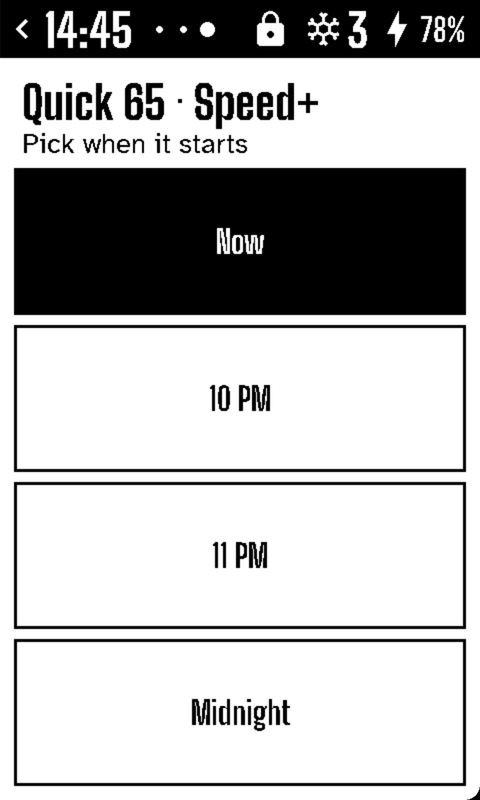 14:45 3 78%
Quick 65 · Speed+
Pick when it starts
Now
10 PM
11 PM
Midnight